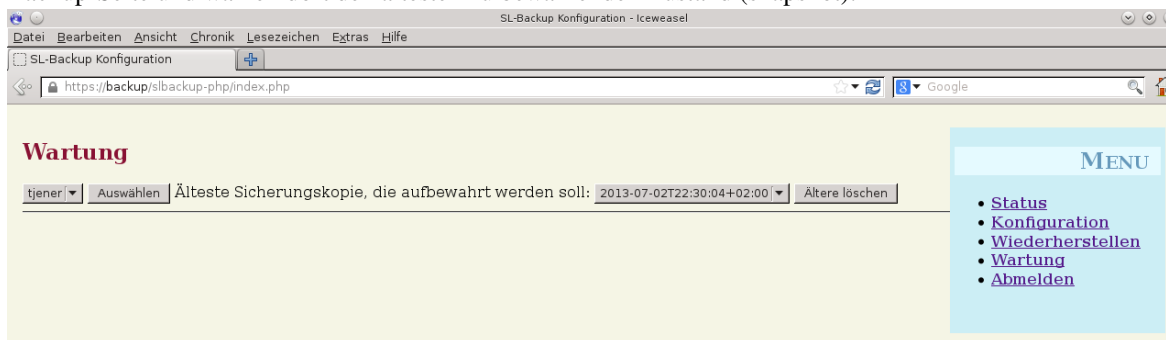 SL-Backup Konfiguration - Iceweasel
Datei Bearbeiten Ansicht Chronik Lesezeichen Extras Hilfe
SL-Backup Konfiguration
https://backup/slbackup-php/index.php
Google
Wartung
tjener Auswählen Älteste Sicherungskopie, die aufbewahrt werden soll: 2013-07-02T22:30:04+02:00 Ältere löschen
MENU
Status
Konfiguration
Wiederherstellen
Wartung
Abmelden